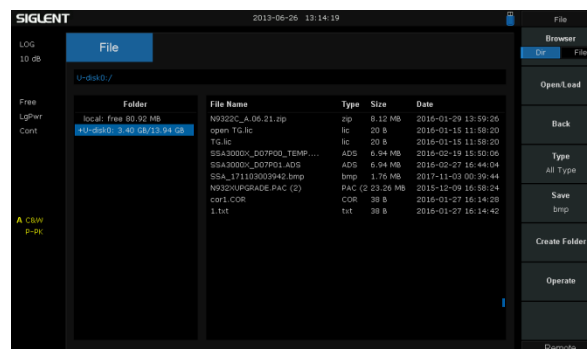 SIGLENT 2013-06-26 13:14:19 File
LOG
10 dB
File
Browser
Dir File
U-disk0:/
Open/Load
Free
LgPwr
Cont
Folder
local: free 80.92 MB
+U-disk0: 3.40 GB/13.94 GB
File Name Type Size Date
N9322C_A.06.21.zip zip 8.12 MB 2016-01-29 13:59:26
open TG.lic lic 20 B 2016-01-15 11:58:20
TG.lic lic 20 B 2016-01-15 11:58:20
SSA3000X_D07P00_TEMP.... ADS 6.94 MB 2016-02-19 15:50:06
SSA3000X_D07P01.ADS ADS 6.94 MB 2016-02-27 16:44:04
SSA_171103003942.bmp bmp 1.76 MB 2017-11-03 00:39:44
N932XUPGRADE.PAC (2) PAC (2 23.26 MB 2015-12-09 16:58:24
cor1.COR COR 38 B 2016-01-27 16:14:28
1.txt txt 38 B 2016-01-27 16:14:42
Back
Type
All Type
Save
bmp
A C&W
P-PK
Create Folder
Operate
Remote